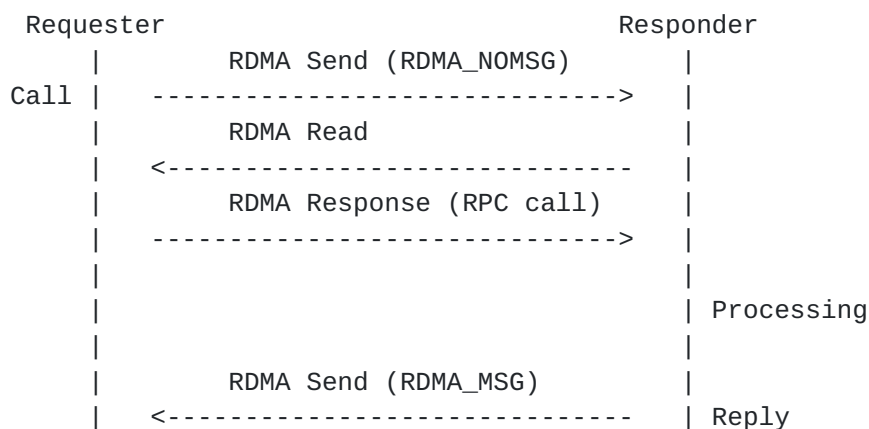 Requester Responder
| RDMA Send (RDMA_NOMSG) |
Call | ------------------------------> |
| RDMA Read |
| <------------------------------ |
| RDMA Response (RPC call) |
| ------------------------------> |
| |
| | Processing
| |
| RDMA Send (RDMA_MSG) |
| <------------------------------ | Reply